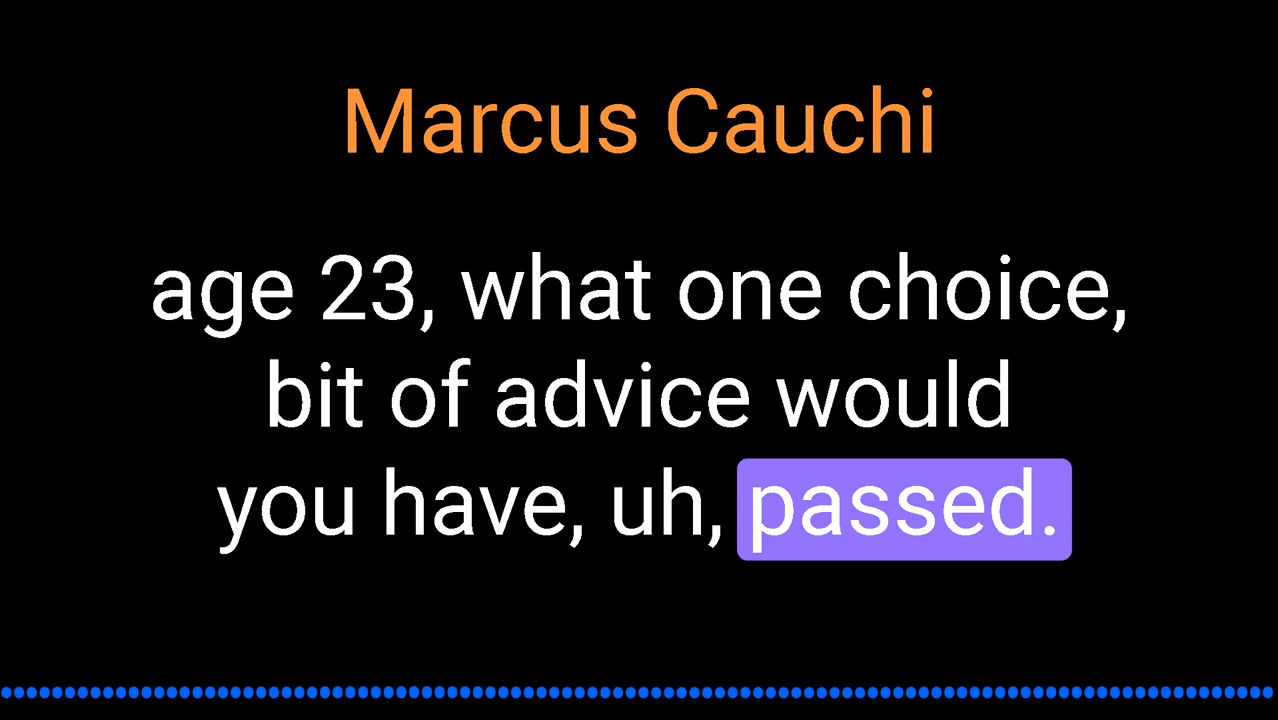 Marcus Cauchi
age 23, what one choice,
bit of advice would
you have, uh, passed.